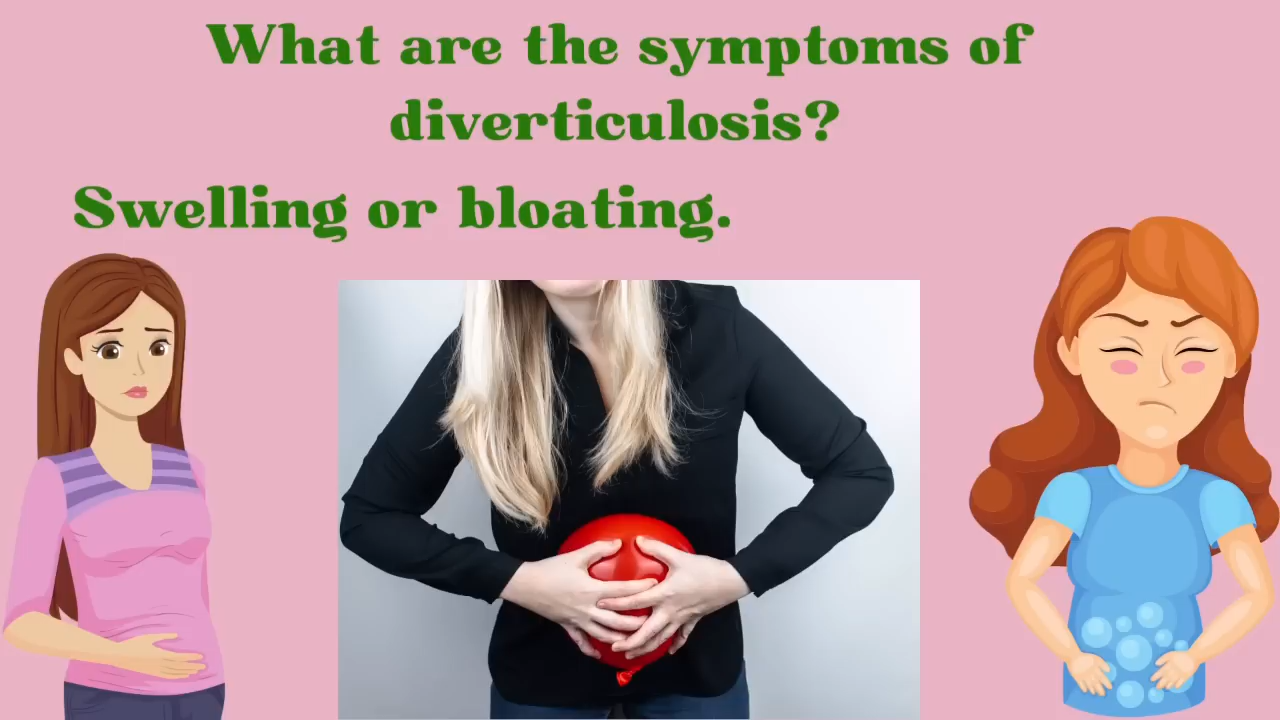 What are the symptoms of
diverticulosis?
Swelling or bloating.